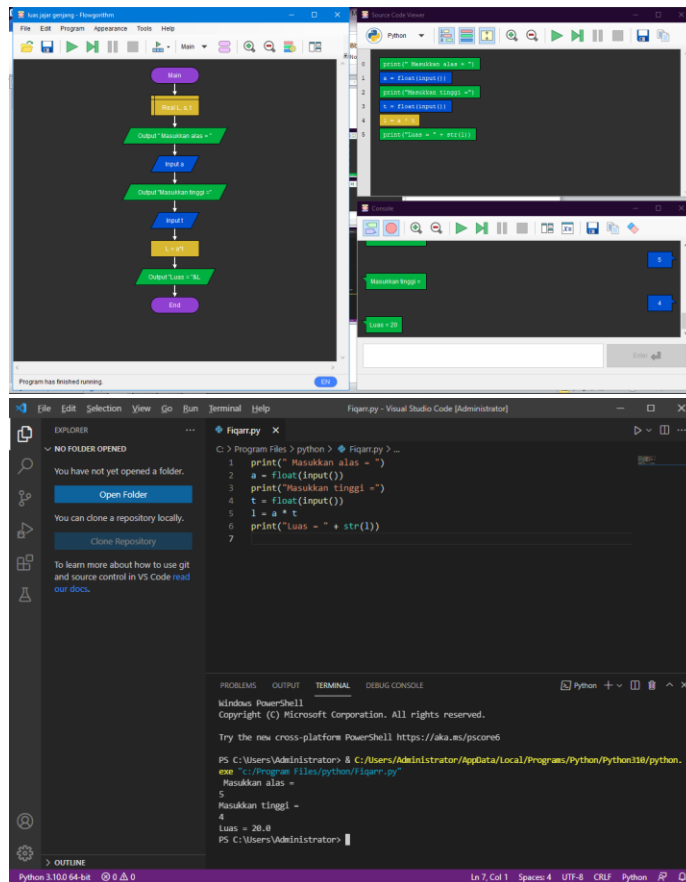 luas jajar genjang - Flowgorithm
File Edit Program Appearance Tools Help
Main
Main
Real L, a, t
Output " Masukkan alas = "
Input a
Output "Masukkan tinggi ="
Input t
L = a*t
Output "Luas = "&L
End
Program has finished running.
EN
Source Code Viewer
Python
0 print(" Masukkan alas = ")
1 a = float(input())
2 print("Masukkan tinggi =")
3 t = float(input())
4 l = a * t
5 print("Luas = " + str(l))
Console
5
Masukkan tinggi =
4
Luas = 20
Enter
File Edit Selection View Go Run Terminal Help
Fiqarr.py - Visual Studio Code [Administrator]
EXPLORER
NO FOLDER OPENED
You have not yet opened a folder.
Open Folder
You can clone a repository locally.
Clone Repository
To learn more about how to use git
and source control in VS Code read
our docs.
OUTLINE
Fiqarr.py
C: > Program Files > python > Fiqarr.py > ...
1 print(" Masukkan alas = ")
2 a = float(input())
3 print("Masukkan tinggi =")
4 t = float(input())
5 l = a * t
6 print("Luas = " + str(l))
7
PROBLEMS OUTPUT TERMINAL DEBUG CONSOLE
Python
Windows PowerShell
Copyright (C) Microsoft Corporation. All rights reserved.
Try the new cross-platform PowerShell https://aka.ms/pscore6
PS C:\Users\Administrator> & C:/Users/Administrator/AppData/Local/Programs/Python/Python310/python.
exe "c:/Program Files/python/Fiqarr.py"
Masukkan alas =
5
Masukkan tinggi =
4
Luas = 20.0
PS C:\Users\Administrator>
Python 3.10.0 64-bit 0 0
Ln 7, Col 1 Spaces: 4 UTF-8 CRLF Python